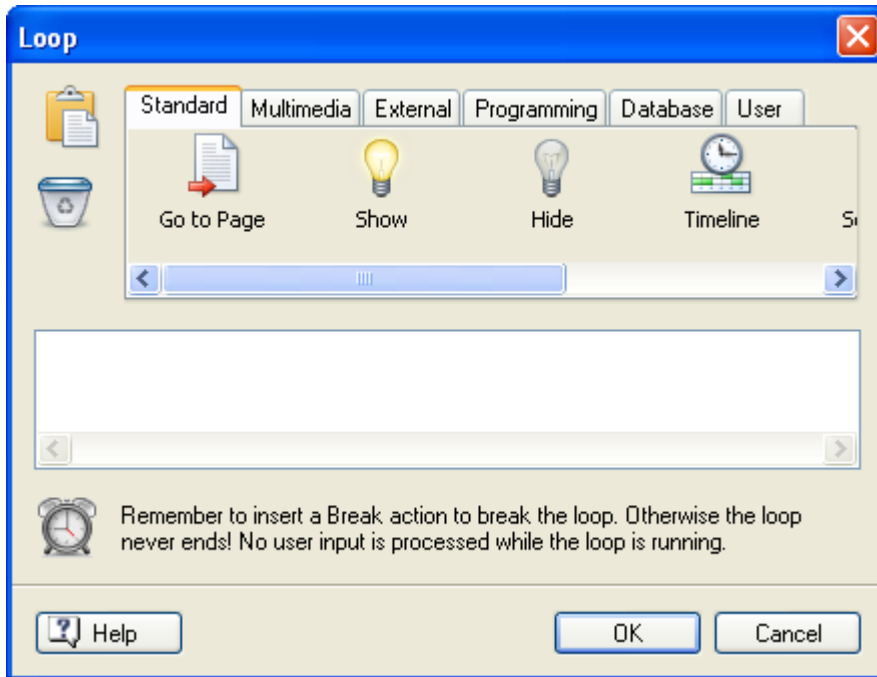 Loop
Standard Multimedia External Programming Database User
Go to Page Show Hide Timeline
Remember to insert a Break action to break the loop. Otherwise the loop
never ends! No user input is processed while the loop is running.
Help OK Cancel